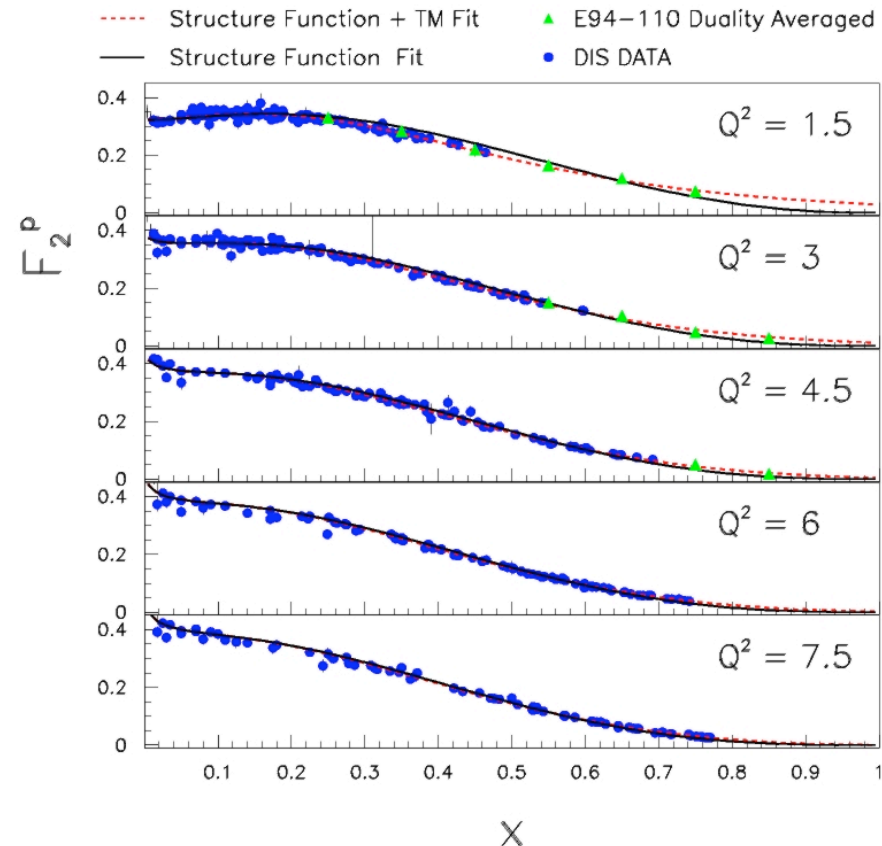 Structure Function + TM Fit
E94-110 Duality Averaged
Structure Function Fit
DIS DATA
F₂ᵖ
0.4
0.2
0
Q² = 1.5
0.4
0.2
0
Q² = 3
0.4
0.2
0
Q² = 4.5
0.4
0.2
0
Q² = 6
0.4
0.2
0
Q² = 7.5
0.1 0.2 0.3 0.4 0.5 0.6 0.7 0.8 0.9 1
X